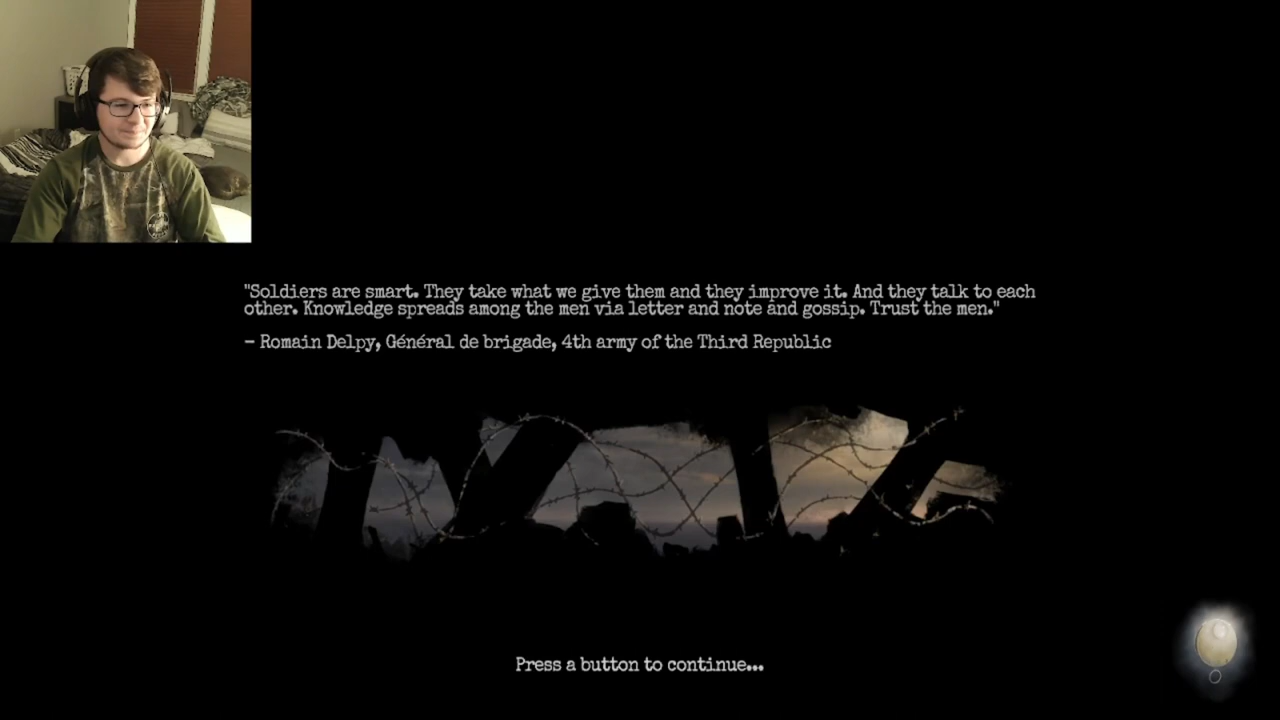 "Soldiers are smart. They take what we give them and they improve it. And they talk to each
other. Knowledge spreads among the men via letter and note and gossip. Trust the men."
- Romain Delpy, Général de brigade, 4th army of the Third Republic
Press a button to continue...